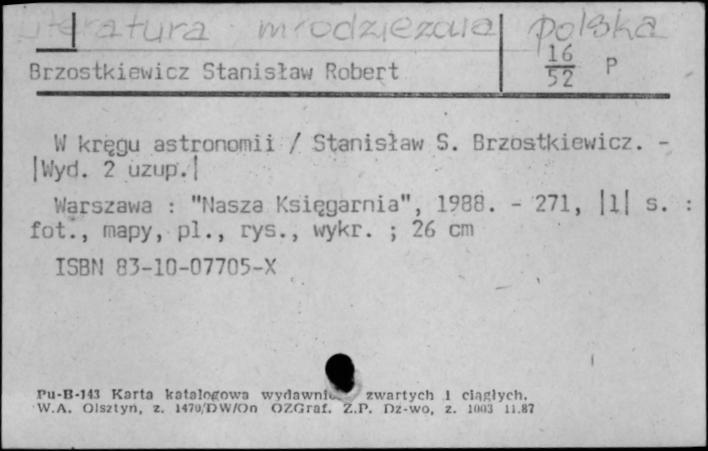 literatura młodzieżowa polska
Brzostkiewicz Stanisław Robert
16
52
P
W kręgu astronomii / Stanisław S. Brzostkiewicz. -
|Wyd. 2 uzup.|
Warszawa : "Nasza Księgarnia", 1988. - 271, |1| s. :
fot., mapy, pl., rys., wykr. ; 26 cm
ISBN 83-10-07705-X
Pu-B-143 Karta katalogowa zwartych i ciągłych.
W.A. Olsztyn, z. 1470/DW/On OZGraf. Z.P. Dz-wo, z. 1003 11.87